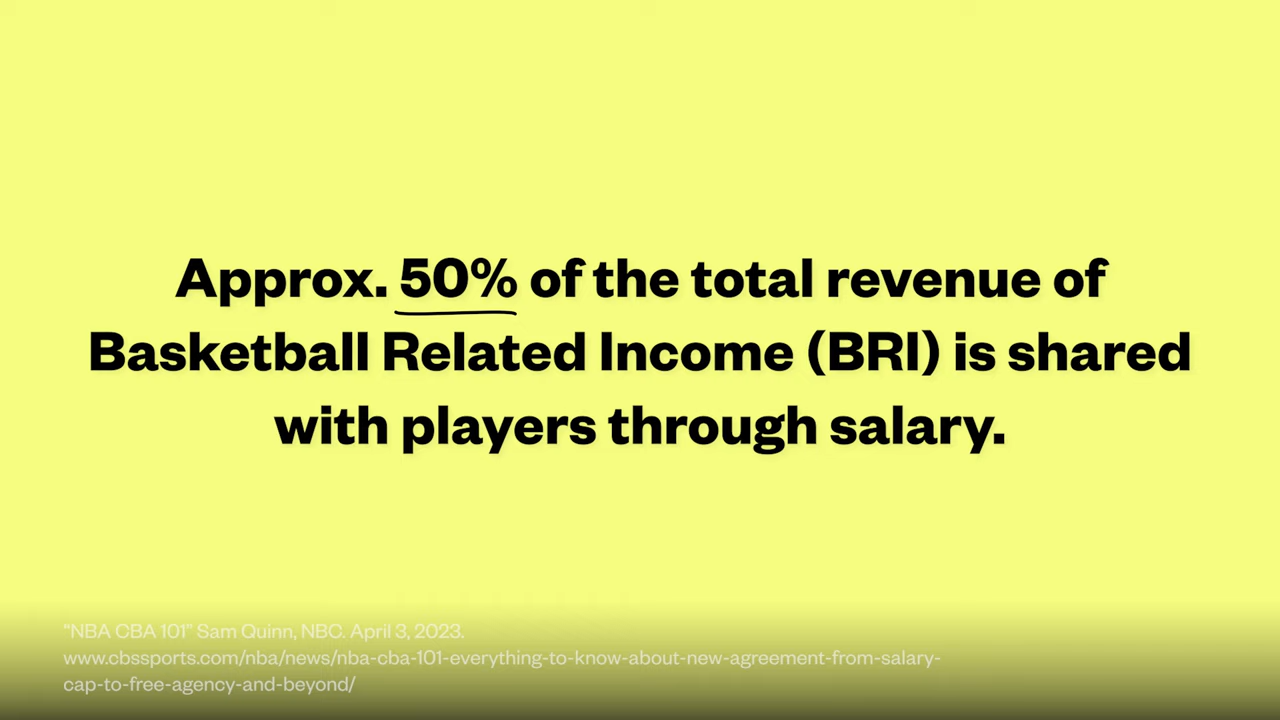 Approx. 50% of the total revenue of
Basketball Related Income (BRI) is shared
with players through salary.
"NBA CBA 101" Sam Quinn, NBC. April 3, 2023.
www.cbssports.com/nba/news/nba-cba-101-everything-to-know-about-new-agreement-from-salary-
cap-to-free-agency-and-beyond/